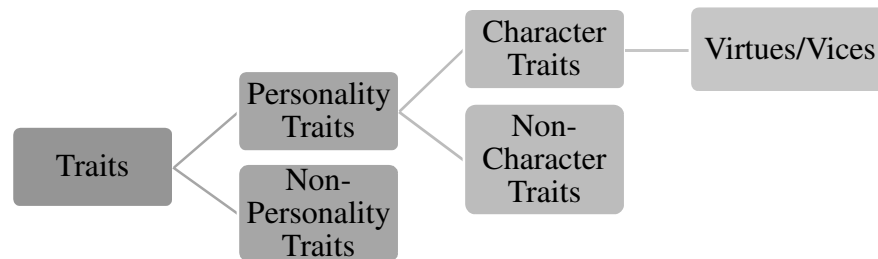 Traits
Personality
Traits
Non-
Personality
Traits
Character
Traits
Non-
Character
Traits
Virtues/Vices